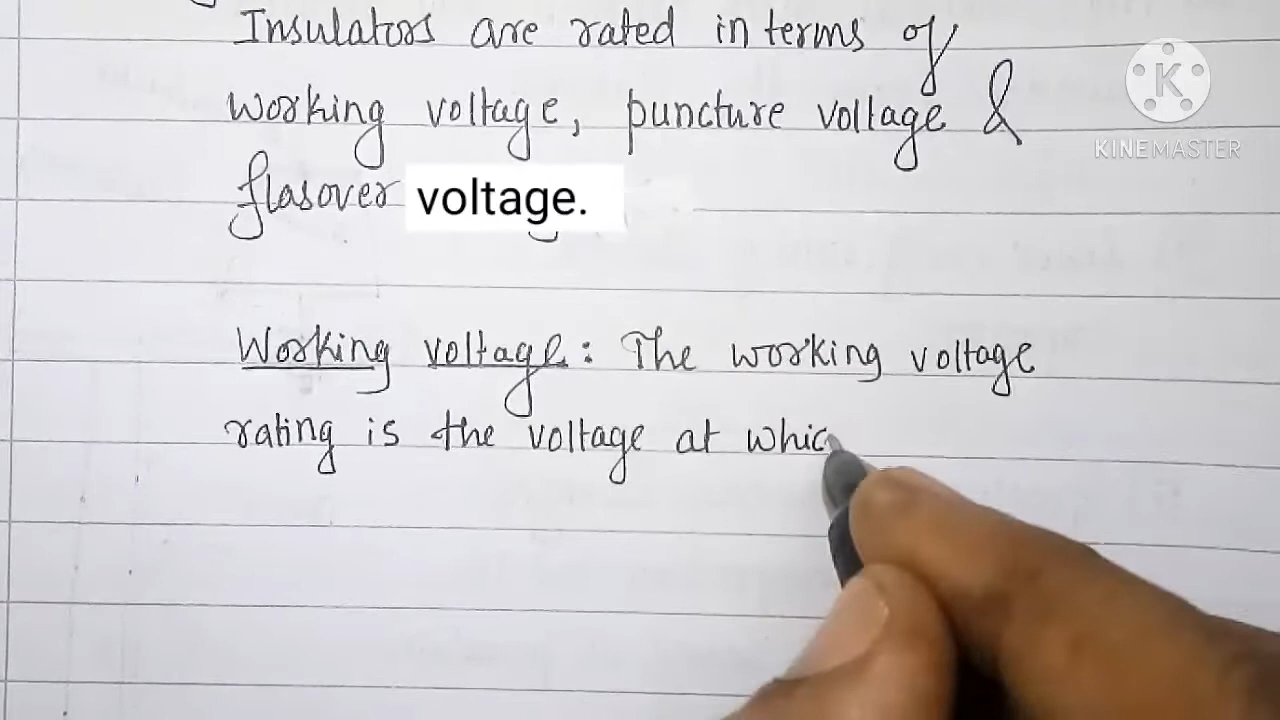 Insulators are rated in terms of
working voltage, puncture voltage &
flasover voltage.
Working voltage: The working voltage
rating is the voltage at whic
K
KINEMASTER